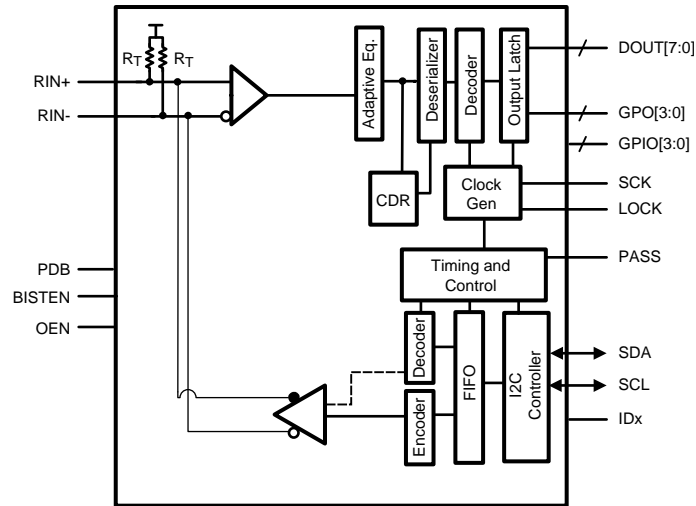 RIN+
RIN-
PDB
BISTEN
OEN
RT
RT
Adaptive Eq.
Deserializer
Decoder
Output Latch
CDR
Clock
Gen
Timing and
Control
Decoder
Encoder
FIFO
I2C
Controller
DOUT[7:0]
GPO[3:0]
GPIO[3:0]
SCK
LOCK
PASS
SDA
SCL
IDx